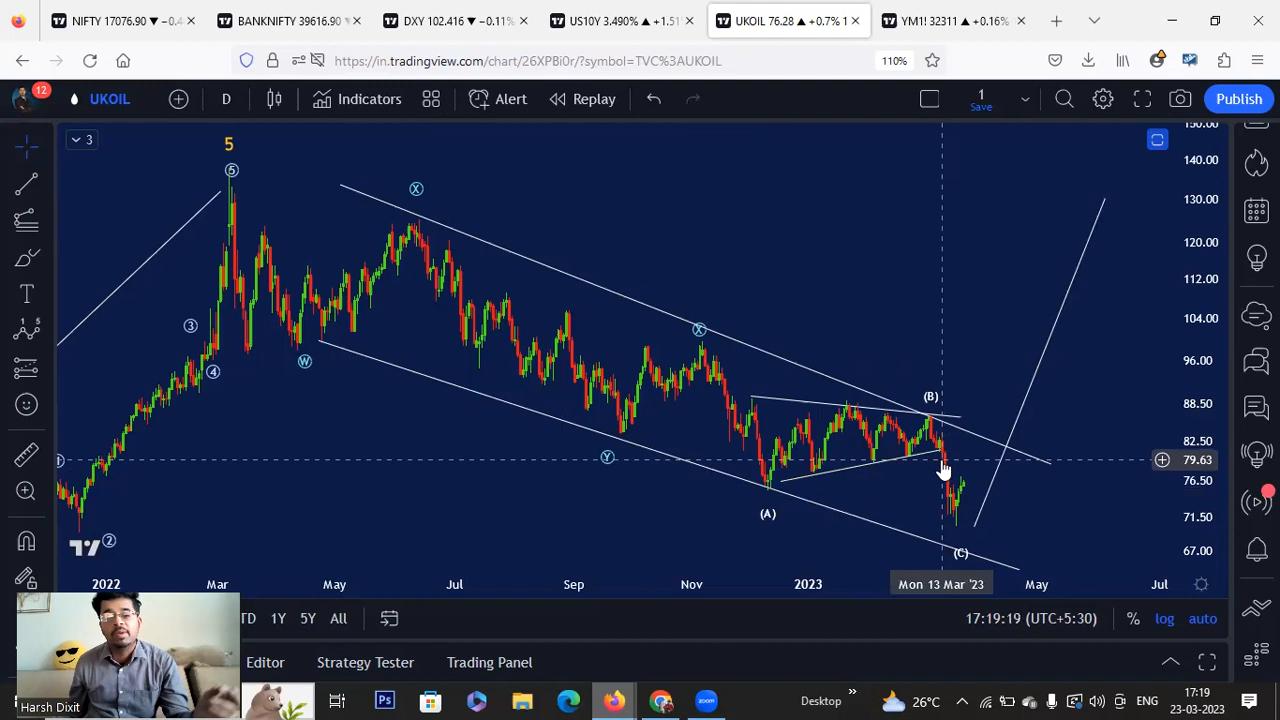 NIFTY 17076.90 ▼ −0.4
BANKNIFTY 39616.90 ▼
DXY 102.416 ▼ −0.11%
US10Y 3.490% ▲ +1.51
UKOIL 76.28 ▲ +0.7% 1
YM1! 32311 ▲ +0.16%
https://in.tradingview.com/chart/26XPBi0r/?symbol=TVC%3AUKOIL
110%
12
UKOIL
D
Indicators
Alert
Replay
1
Save
Publish
3
5
5
X
3
4
W
X
Y
(B)
(A)
(C)
2
150.00
140.00
130.00
120.00
112.00
104.00
96.00
88.50
82.50
79.63
76.50
71.50
67.00
2022
Mar
May
Jul
Sep
Nov
2023
Mon 13 Mar '23
May
Jul
TD
1Y
5Y
All
17:19:19 (UTC+5:30)
%
log
auto
Editor
Strategy Tester
Trading Panel
Harsh Dixit
Desktop
26°C
ENG
17:19
23-03-2023